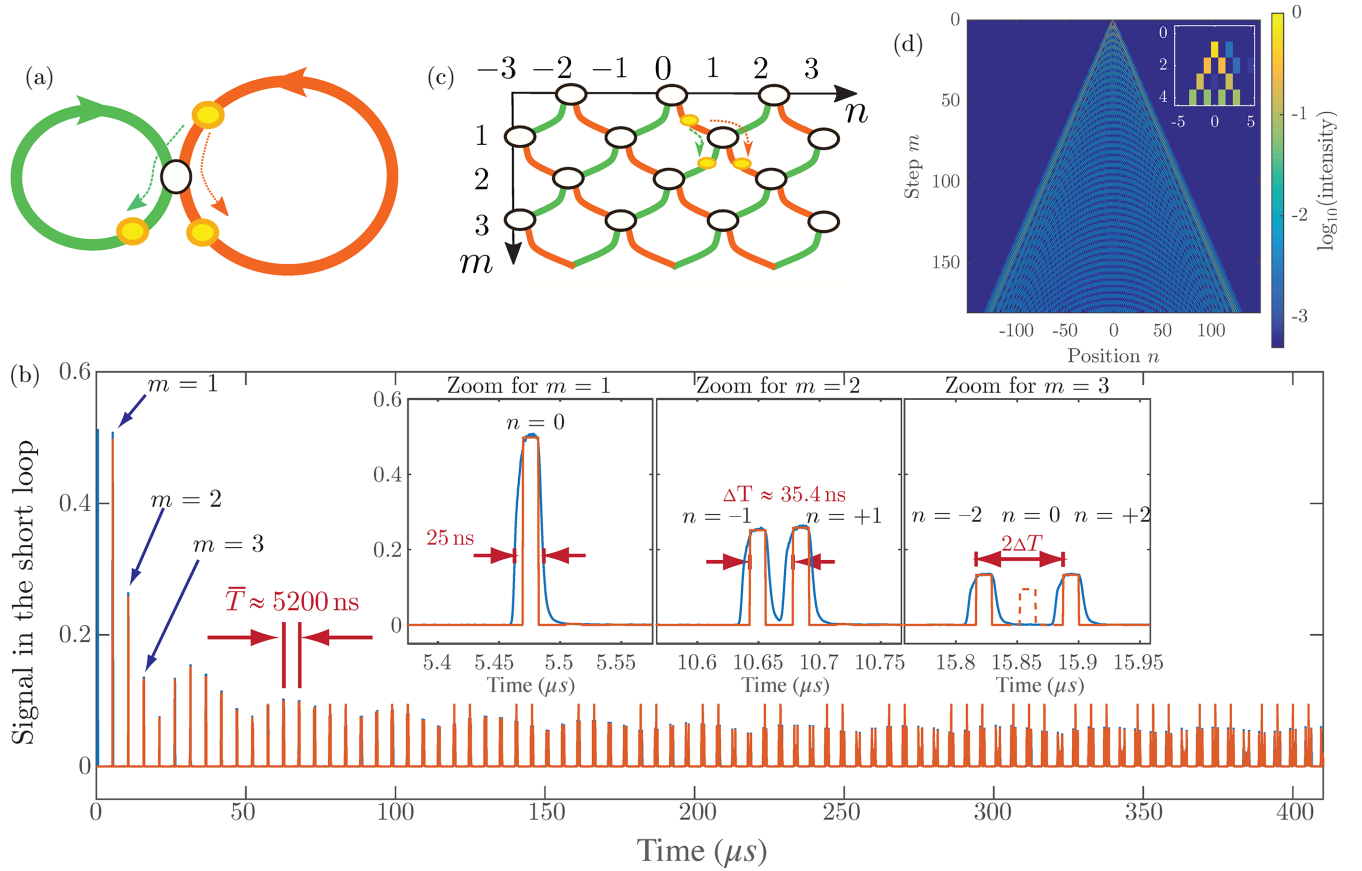 (a)
(c)
−3 −2 −1 0 1 2 3
n
1
2
3
m
(d)
0
50
100
150
Step m
-100 -50 0 50 100
Position n
0
2
4
-5 0 5
0
-1
-2
-3
log10(intensity)
(b)
0.6
0.4
0.2
0
Signal in the short loop
m = 1
m = 2
m = 3
T̅ ≈ 5200 ns
Zoom for m = 1
Zoom for m = 2
Zoom for m = 3
0.6
0.4
0.2
0
n = 0
25 ns
5.4 5.45 5.5 5.55
Time (μs)
ΔT ≈ 35.4 ns
n = −1 n = +1
10.6 10.65 10.7 10.75
Time (μs)
n = −2 n = 0 n = +2
2ΔT
15.8 15.85 15.9 15.95
Time (μs)
0 50 100 150 200 250 300 350 400
Time (μs)